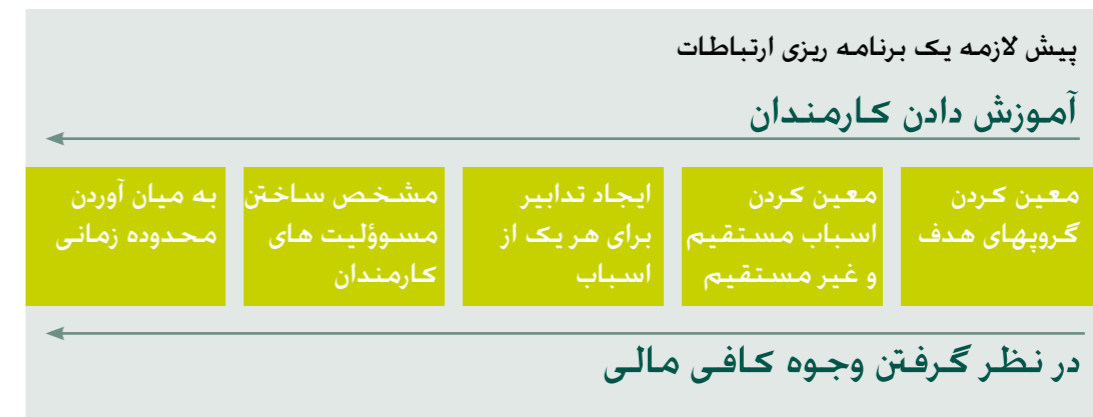 پیش لازمه یک برنامه ریزی ارتباطات
آموزش دادن کارمندان
معین کردن
گروپهای هدف
معین کردن
اسباب مستقیم
و غیر مستقیم
ایجاد تدابیر
برای هر یک از
اسباب
مشخص ساختن
مسوؤلیت های
کارمندان
به میان آوردن
محدوده زمانی
در نظر گرفتن وجوه کافی مالی